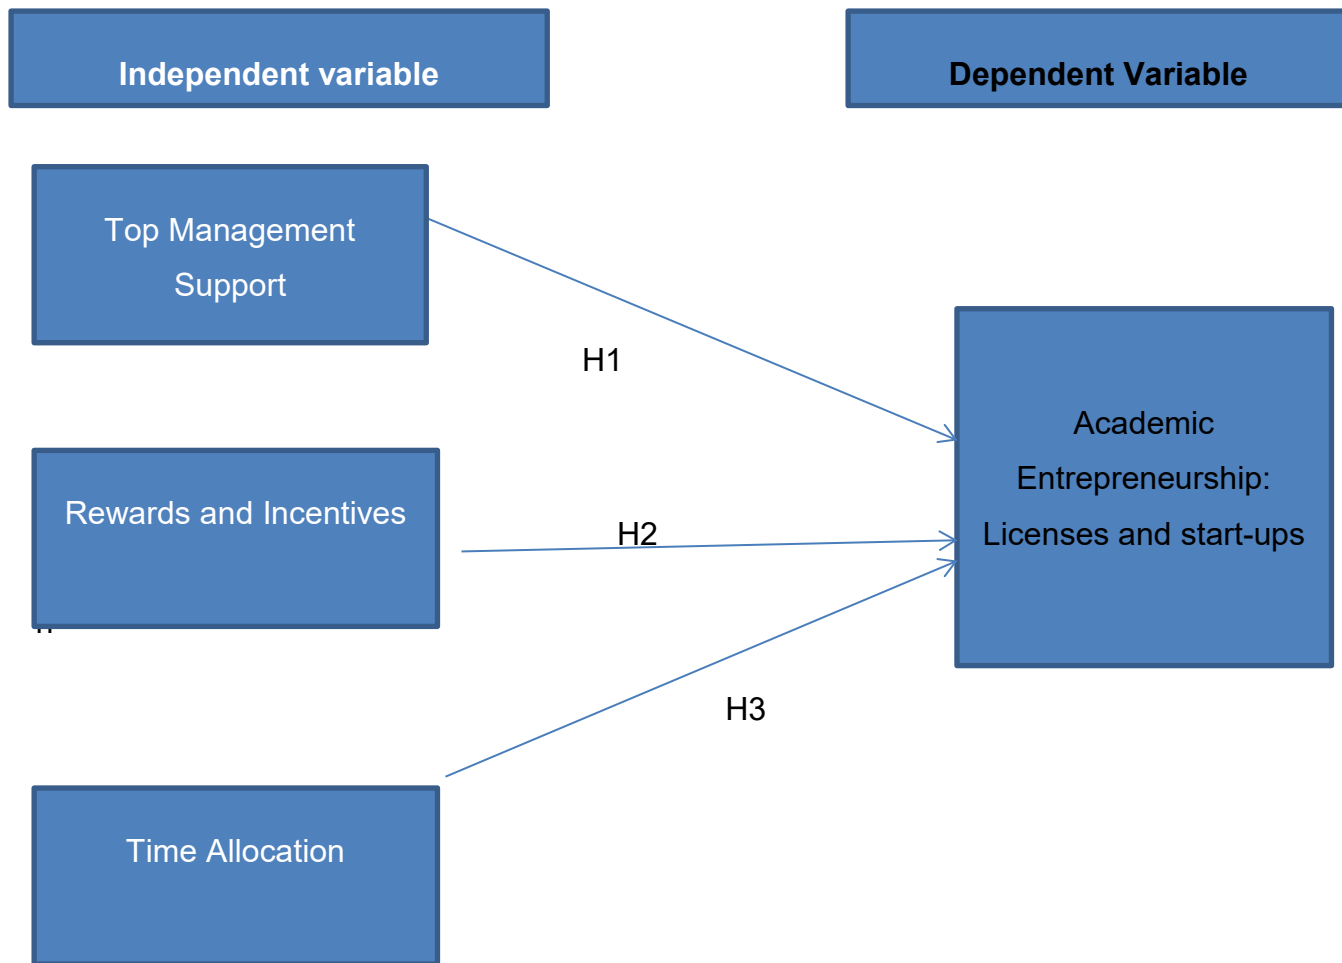 Independent variable
Dependent Variable
Top Management
Support
H1
Academic
Entrepreneurship:
Licenses and start-ups
Rewards and Incentives
H2
H3
Time Allocation